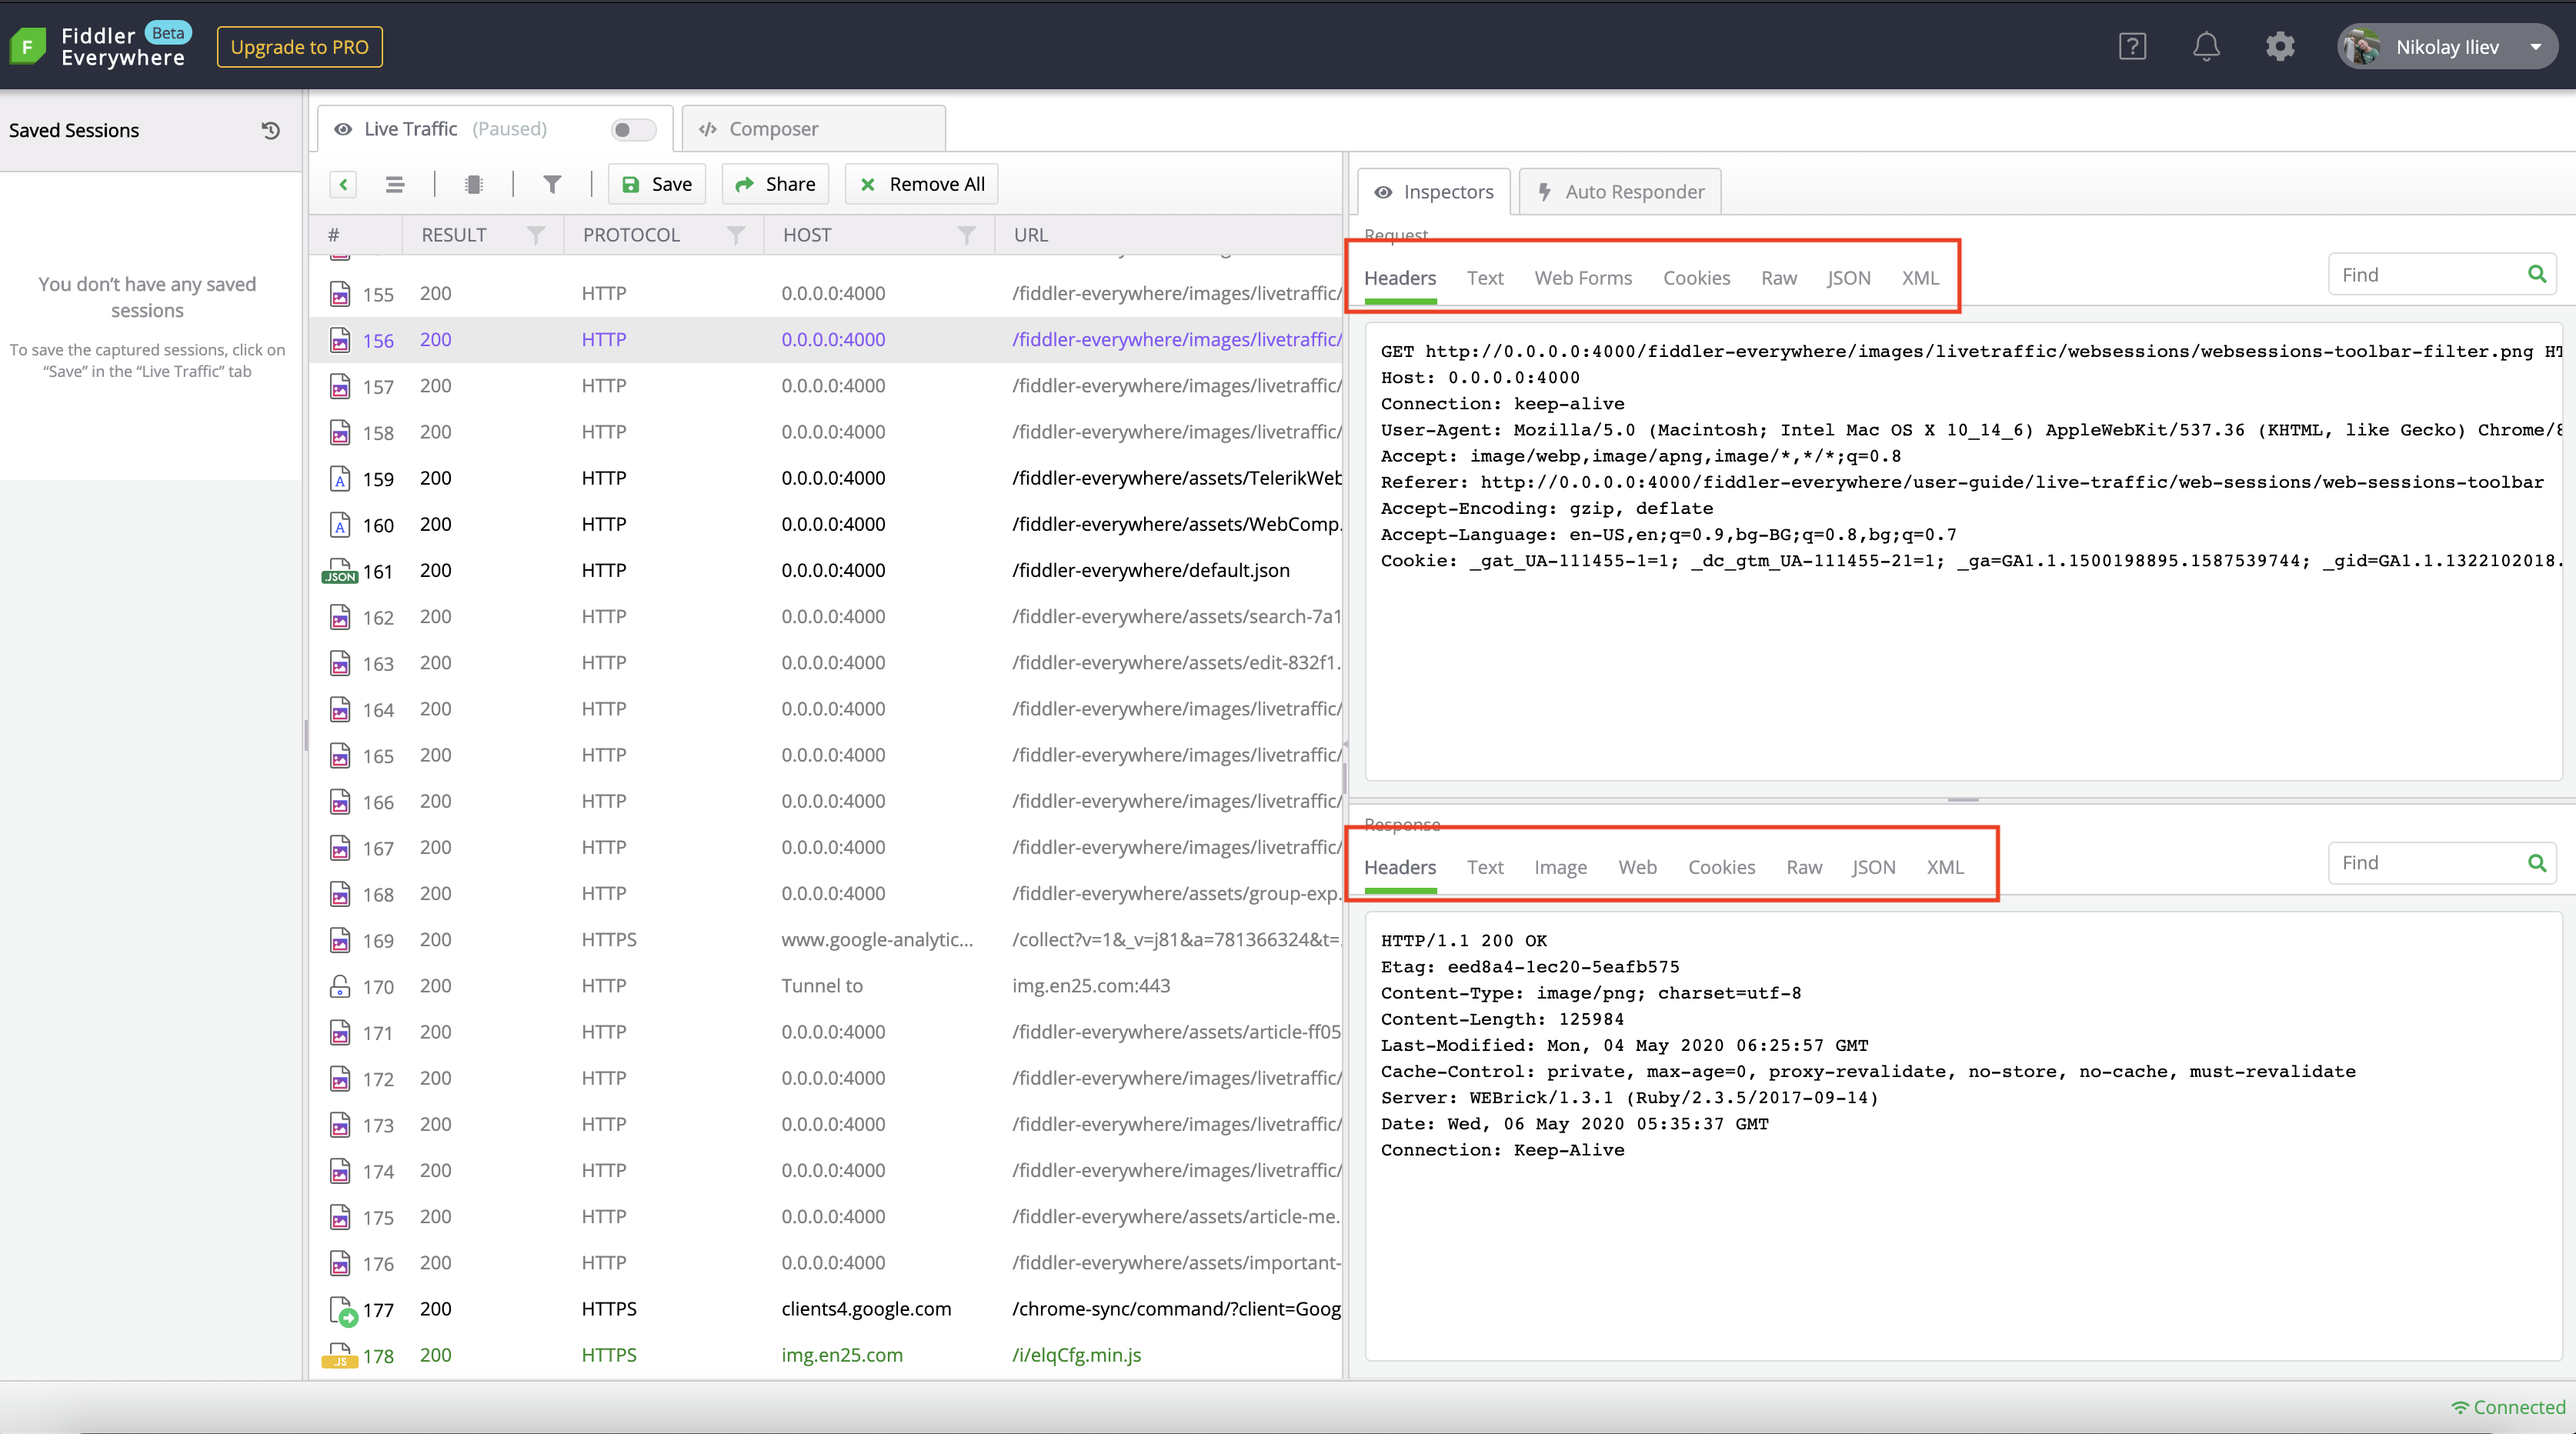 Fiddler Beta
Everywhere
Upgrade to PRO
Nikolay Iliev
Saved Sessions
You don't have any saved
sessions
To save the captured sessions, click on
“Save” in the “Live Traffic” tab
Live Traffic (Paused)
Composer
Save
Share
Remove All
# RESULT PROTOCOL HOST URL
155 200 HTTP 0.0.0.0:4000 /fiddler-everywhere/images/livetraffic/
156 200 HTTP 0.0.0.0:4000 /fiddler-everywhere/images/livetraffic/
157 200 HTTP 0.0.0.0:4000 /fiddler-everywhere/images/livetraffic/
158 200 HTTP 0.0.0.0:4000 /fiddler-everywhere/images/livetraffic/
A 159 200 HTTP 0.0.0.0:4000 /fiddler-everywhere/assets/TelerikWeb
A 160 200 HTTP 0.0.0.0:4000 /fiddler-everywhere/assets/WebComp.
.JSON 161 200 HTTP 0.0.0.0:4000 /fiddler-everywhere/default.json
162 200 HTTP 0.0.0.0:4000 /fiddler-everywhere/assets/search-7a1
163 200 HTTP 0.0.0.0:4000 /fiddler-everywhere/assets/edit-832f1.
164 200 HTTP 0.0.0.0:4000 /fiddler-everywhere/images/livetraffic/
165 200 HTTP 0.0.0.0:4000 /fiddler-everywhere/images/livetraffic/
166 200 HTTP 0.0.0.0:4000 /fiddler-everywhere/images/livetraffic/
167 200 HTTP 0.0.0.0:4000 /fiddler-everywhere/images/livetraffic/
168 200 HTTP 0.0.0.0:4000 /fiddler-everywhere/assets/group-exp.
169 200 HTTPS www.google-analytic... /collect?v=1&_v=j81&a=781366324&t=.
170 200 HTTP Tunnel to img.en25.com:443
171 200 HTTP 0.0.0.0:4000 /fiddler-everywhere/assets/article-ff05
172 200 HTTP 0.0.0.0:4000 /fiddler-everywhere/images/livetraffic/
173 200 HTTP 0.0.0.0:4000 /fiddler-everywhere/images/livetraffic/
174 200 HTTP 0.0.0.0:4000 /fiddler-everywhere/images/livetraffic/
175 200 HTTP 0.0.0.0:4000 /fiddler-everywhere/assets/article-me.
176 200 HTTP 0.0.0.0:4000 /fiddler-everywhere/assets/important-
177 200 HTTPS clients4.google.com /chrome-sync/command/?client=Goog
.JS 178 200 HTTPS img.en25.com /i/elqCfg.min.js
Inspectors
Auto Responder
Request
Headers Text Web Forms Cookies Raw JSON XML
Find
GET http://0.0.0.0:4000/fiddler-everywhere/images/livetraffic/websessions/websessions-toolbar-filter.png HT
Host: 0.0.0.0:4000
Connection: keep-alive
User-Agent: Mozilla/5.0 (Macintosh; Intel Mac OS X 10_14_6) AppleWebKit/537.36 (KHTML, like Gecko) Chrome/8
Accept: image/webp,image/apng,image/*,*/*;q=0.8
Referer: http://0.0.0.0:4000/fiddler-everywhere/user-guide/live-traffic/web-sessions/web-sessions-toolbar
Accept-Encoding: gzip, deflate
Accept-Language: en-US,en;q=0.9,bg-BG;q=0.8,bg;q=0.7
Cookie: _gat_UA-111455-1=1; _dc_gtm_UA-111455-21=1; _ga=GA1.1.1500198895.1587539744; _gid=GA1.1.1322102018.
Response
Headers Text Image Web Cookies Raw JSON XML
Find
HTTP/1.1 200 OK
Etag: eed8a4-1ec20-5eafb575
Content-Type: image/png; charset=utf-8
Content-Length: 125984
Last-Modified: Mon, 04 May 2020 06:25:57 GMT
Cache-Control: private, max-age=0, proxy-revalidate, no-store, no-cache, must-revalidate
Server: WEBrick/1.3.1 (Ruby/2.3.5/2017-09-14)
Date: Wed, 06 May 2020 05:35:37 GMT
Connection: Keep-Alive
Connected